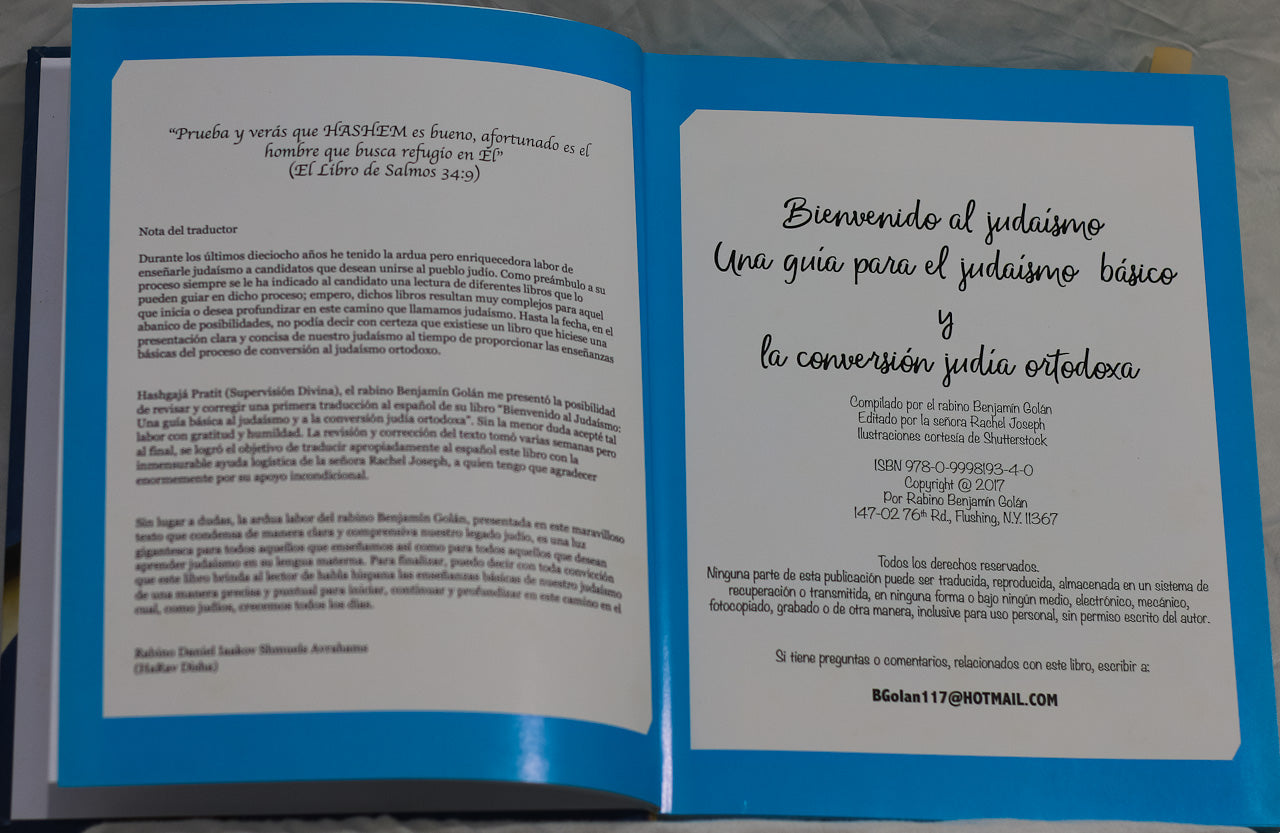 “Prueba y verás que HASHEM es bueno, afortunado es el
hombre que busca refugio en Él”
(El Libro de Salmos 34:9)
Nota del traductor
Durante los últimos dieciocho años he tenido la ardua pero enriquecedora labor de
enseñarle judaísmo a candidatos que desean unirse al pueblo judío. Como preámbulo a su
proceso siempre se le ha indicado al candidato una lectura de diferentes libros que lo
pueden guiar en dicho proceso; empero, dichos libros resultan muy complejos para aquel
que inicia o desea profundizar en este camino que llamamos judaísmo. Hasta la fecha, en el
abanico de posibilidades, no podía decir con certeza que existiese un libro que hiciese una
presentación clara y concisa de nuestro judaísmo al tiempo de proporcionar las enseñanzas
básicas del proceso de conversión al judaísmo ortodoxo.
Hashgajá Pratit (Supervisión Divina), el rabino Benjamín Golán me presentó la posibilidad
de revisar y corregir una primera traducción al español de su libro "Bienvenido al Judaísmo;
Una guía básica al judaísmo y a la conversión judía ortodoxa". Sin la menor duda acepté tal
labor con gratitud y humildad. La revisión y corrección del texto tomó varias semanas pero
al final, se logró el objetivo de traducir apropiadamente al español este libro con la
inmensurable ayuda logística de la señora Rachel Joseph, a quien tengo que agradecer
enormemente por su apoyo incondicional.
Sin lugar a dudas, la ardua labor del rabino Benjamín Golán, presentada en este maravilloso
texto que condensa de manera clara y comprensiva nuestro legado judío, es una luz
gigantesca para todos aquellos que enseñamos así como para todos aquellos que desean
aprender judaísmo en su lengua materna. Para finalizar, puedo decir con toda convicción
que este libro brinda al lector de habla hispana las enseñanzas básicas de nuestro judaísmo
de una manera precisa y puntual para iniciar, continuar y profundizar en este camino en el
cual, como judíos, crecemos todos los días.
Rabino Daniel
Bienvenido al judaísmo
Una guía para el judaísmo básico
y
la conversión judía ortodoxa
Compilado por el rabino Benjamín Golán
Editado por la señora Rachel Joseph
Ilustraciones cortesía de Shutterstock
ISBN 978-0-9998193-4-0
Copyright @ 2017
Por Rabino Benjamín Golán
147-02 76th Rd., Flushing, N.Y. 11367
Todos los derechos reservados.
Ninguna parte de esta publicación puede ser traducida, reproducida, almacenada en un sistema de
recuperación o transmitida, en ninguna forma o bajo ningún medio, electrónico, mecánico,
fotocopiado, grabado o de otra manera, inclusive para uso personal, sin permiso escrito del autor.
Si tiene preguntas o comentarios, relacionados con este libro, escribir a:
BGolan117@HOTMAIL.COM